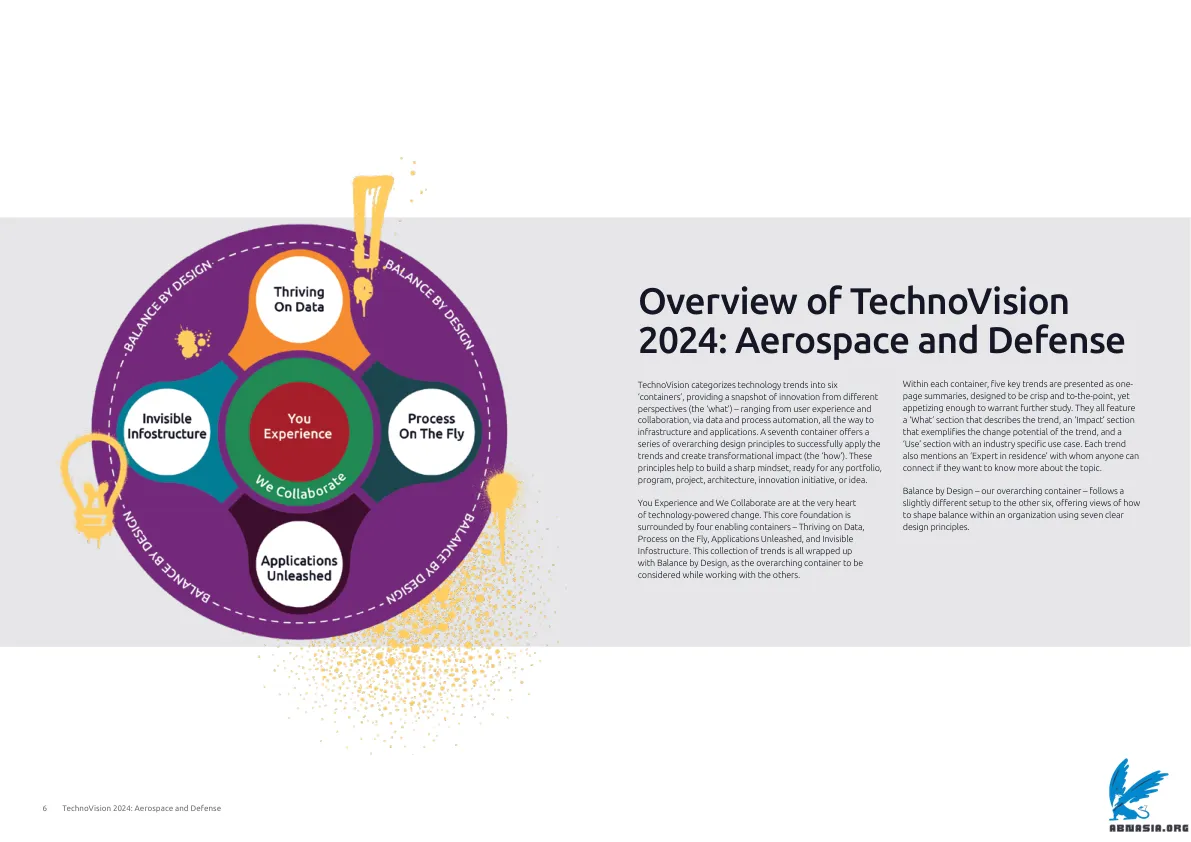 BALANCE BY DESIGN
BALANCE BY DESIGN
Thriving
On Data
Invisible
Infostructure
You
Experience
Process
On The Fly
We Collaborate
Applications
Unleashed
BALANCE BY DESIGN
BALANCE BY DESIGN
Overview of TechnoVision
2024: Aerospace and Defense
TechnoVision categorizes technology trends into six
‘containers’, providing a snapshot of innovation from different
perspectives (the ‘what’) – ranging from user experience and
collaboration, via data and process automation, all the way to
infrastructure and applications. A seventh container offers a
series of overarching design principles to successfully apply the
trends and create transformational impact (the ‘how’). These
principles help to build a sharp mindset, ready for any portfolio,
program, project, architecture, innovation initiative, or idea.
You Experience and We Collaborate are at the very heart
of technology-powered change. This core foundation is
surrounded by four enabling containers – Thriving on Data,
Process on the Fly, Applications Unleashed, and Invisible
Infostructure. This collection of trends is all wrapped up
with Balance by Design, as the overarching container to be
considered while working with the others.
Within each container, five key trends are presented as one-
page summaries, designed to be crisp and to-the-point, yet
appetizing enough to warrant further study. They all feature
a ‘What’ section that describes the trend, an ‘Impact’ section
that exemplifies the change potential of the trend, and a
‘Use’ section with an industry specific use case. Each trend
also mentions an ‘Expert in residence’ with whom anyone can
connect if they want to know more about the topic.
Balance by Design – our overarching container – follows a
slightly different setup to the other six, offering views of how
to shape balance within an organization using seven clear
design principles.
6 TechnoVision 2024: Aerospace and Defense
ABNASIA.ORG